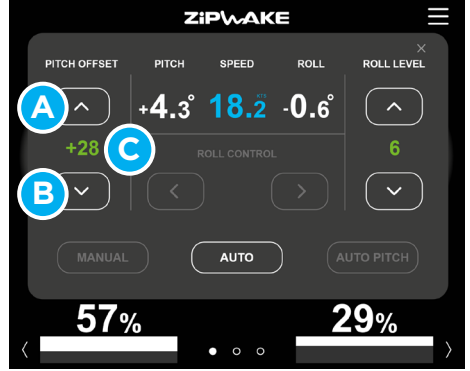 ZiPWAKE
PITCH OFFSET PITCH SPEED ROLL ROLL LEVEL
A +4.3° 18.2 KTS -0.6°
+28 C ROLL CONTROL 6
B
MANUAL AUTO AUTO PITCH
57% 29%